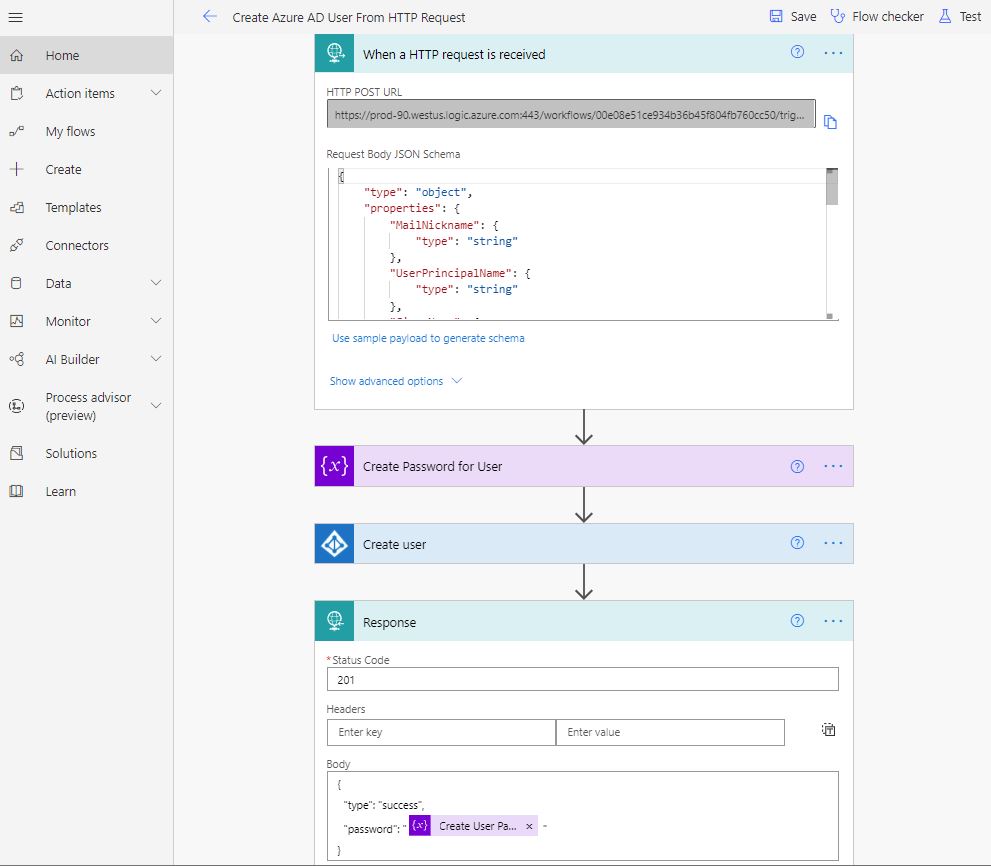 Create Azure AD User From HTTP Request
Save
Flow checker
Test
Home
Action items
My flows
Create
Templates
Connectors
Data
Monitor
AI Builder
Process advisor
(preview)
Solutions
Learn
When a HTTP request is received
HTTP POST URL
https://prod-90.westus.logic.azure.com:443/workflows/00e08e51ce934b36b45f804fb760cc50/trig...
Request Body JSON Schema
{
"type": "object",
"properties": {
"MailNickname": {
"type": "string"
},
"UserPrincipalName": {
"type": "string"
},
Use sample payload to generate schema
Show advanced options
{x} Create Password for User
Create user
Response
* Status Code
201
Headers
Enter key
Enter value
Body
{
"type": "success",
"password": " {x} Create User Pa... × "
}